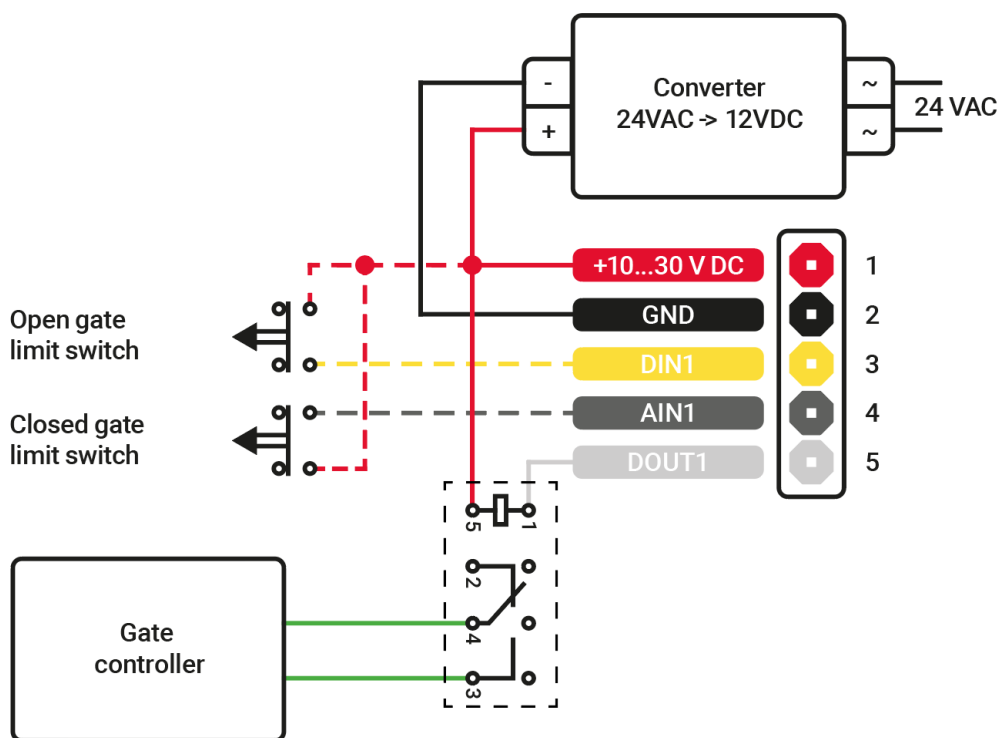 Converter
24VAC -> 12VDC
-
+
~
~
24 VAC
+10...30 V DC
1
GND
2
Open gate
limit switch
DIN1
3
AIN1
4
Closed gate
limit switch
DOUT1
5
5
1
2
4
3
Gate
controller